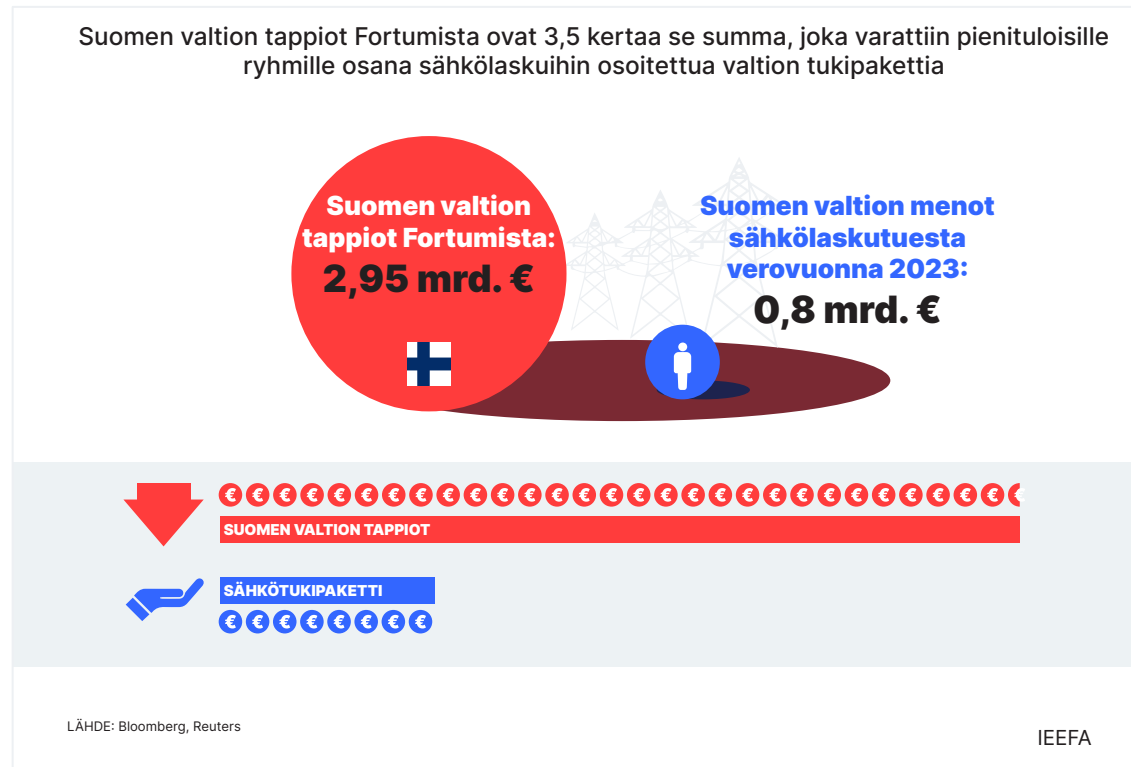 Suomen valtion tappiot Fortumista ovat 3,5 kertaa se summa, joka varattiin pienituloisille
ryhmille osana sähkölaskuihin osoitettua valtion tukipakettia
Suomen valtion
tappiot Fortumista:
2,95 mrd. €
Suomen valtion menot
sähkölaskutuesta
verovuonna 2023:
0,8 mrd. €
€ € € € € € € € € € € € € € € € € € € € € € € € € € € € € €
SUOMEN VALTION TAPPIOT
SÄHKÖTUKIPAKETTI
€ € € € € € € €
LÄHDE: Bloomberg, Reuters
IEEFA